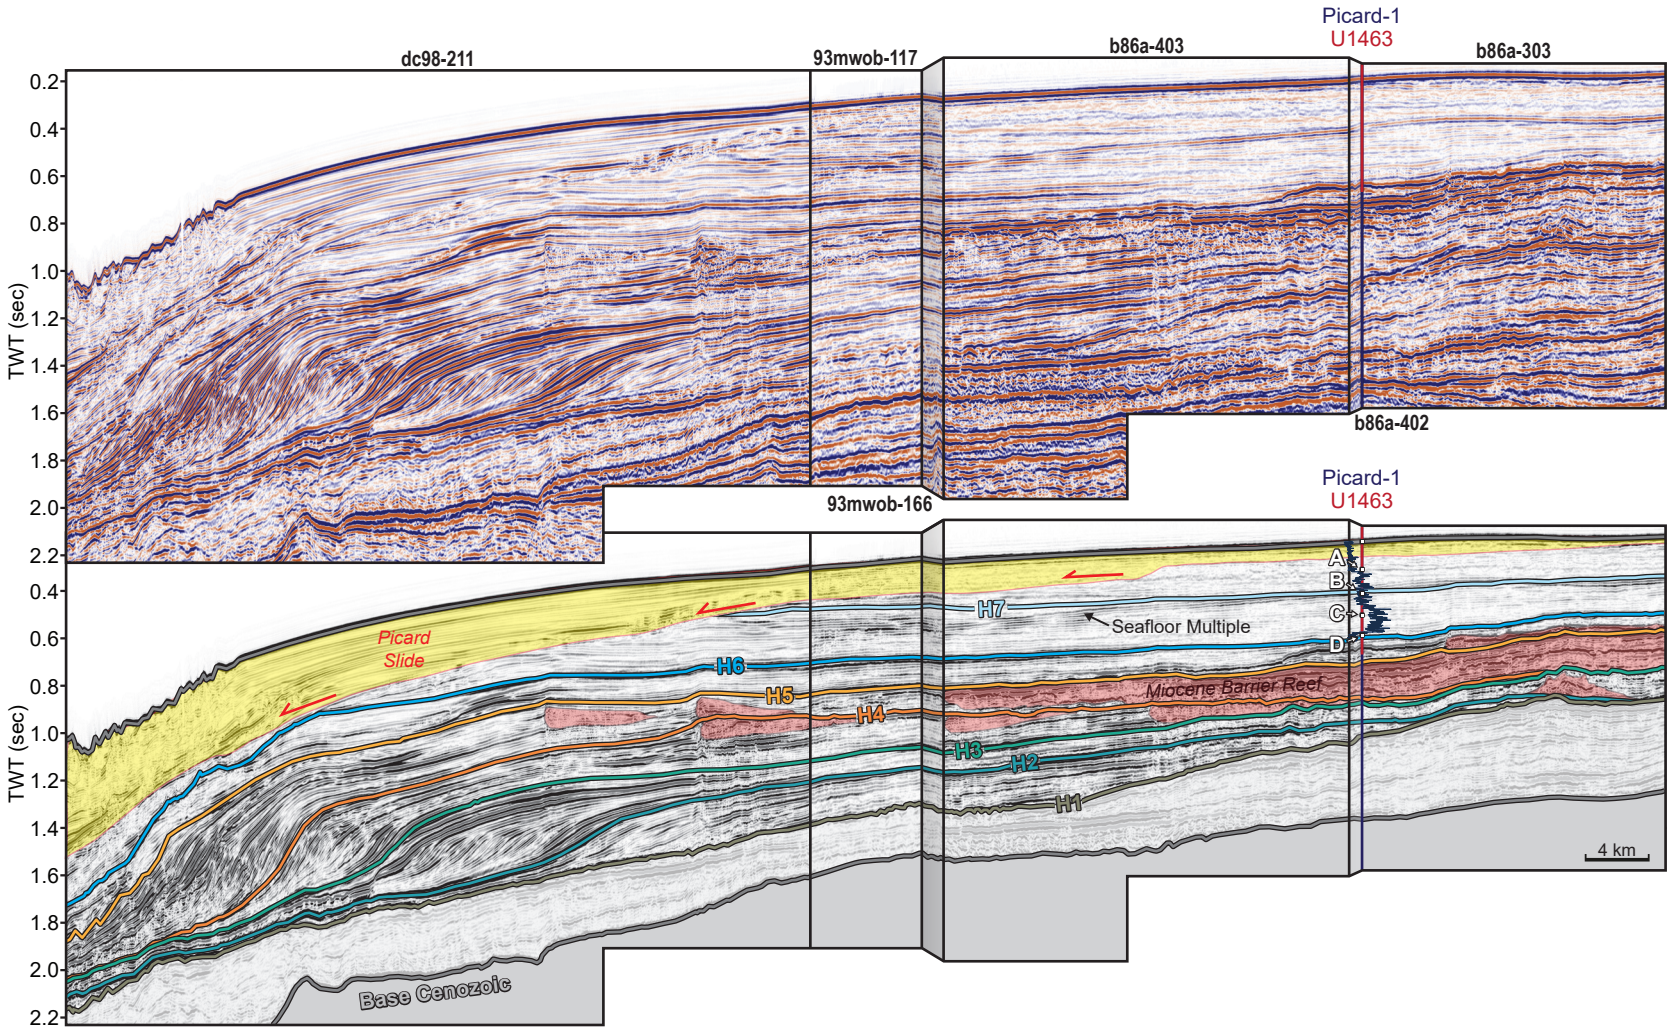 Picard-1
U1463
dc98-211
93mwob-117
b86a-403
b86a-303
0.2
0.4
0.6
0.8
1.0
1.2
1.4
1.6
1.8
2.0
2.2
TWT (sec)
b86a-402
93mwob-166
Picard-1
U1463
A
B
C
D
H7
Seafloor Multiple
Picard
Slide
H6
H5
Miocene Barrier Reef
H4
H3
H2
H1
4 km
Base Cenozoic
0.4
0.6
0.8
1.0
1.2
1.4
1.6
1.8
2.0
2.2
TWT (sec)